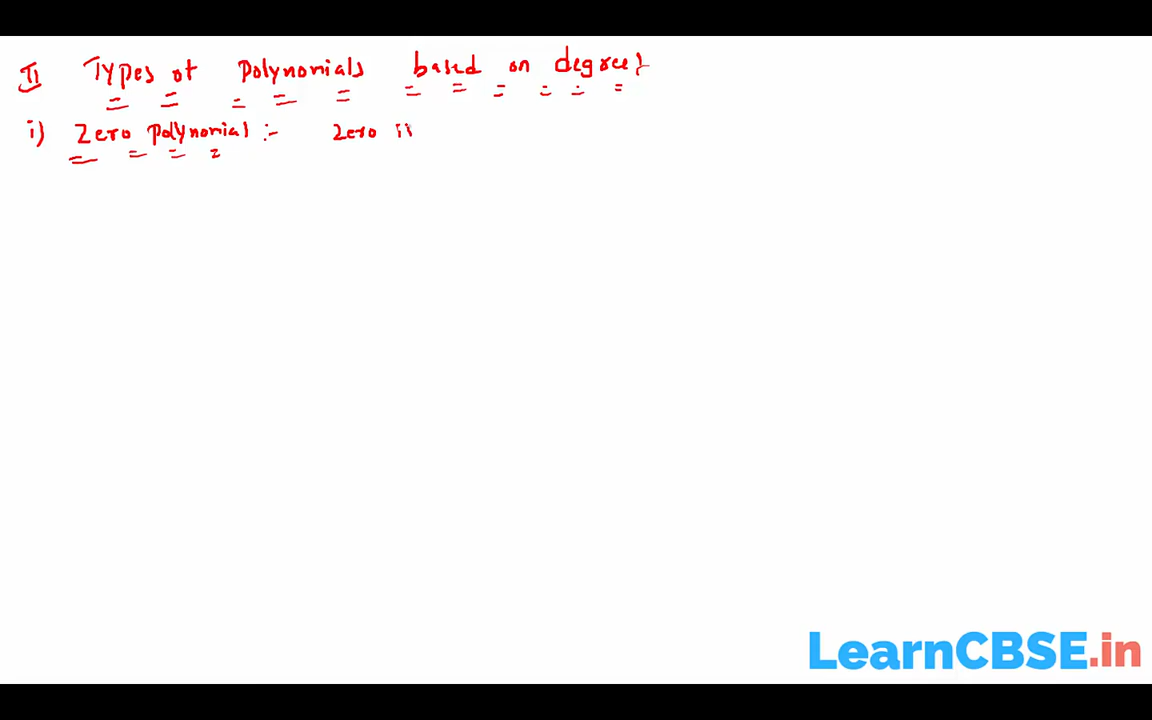 II Types of Polynomials based on degree:
i) Zero polynomial :- Zero is
LearnCBSE.in